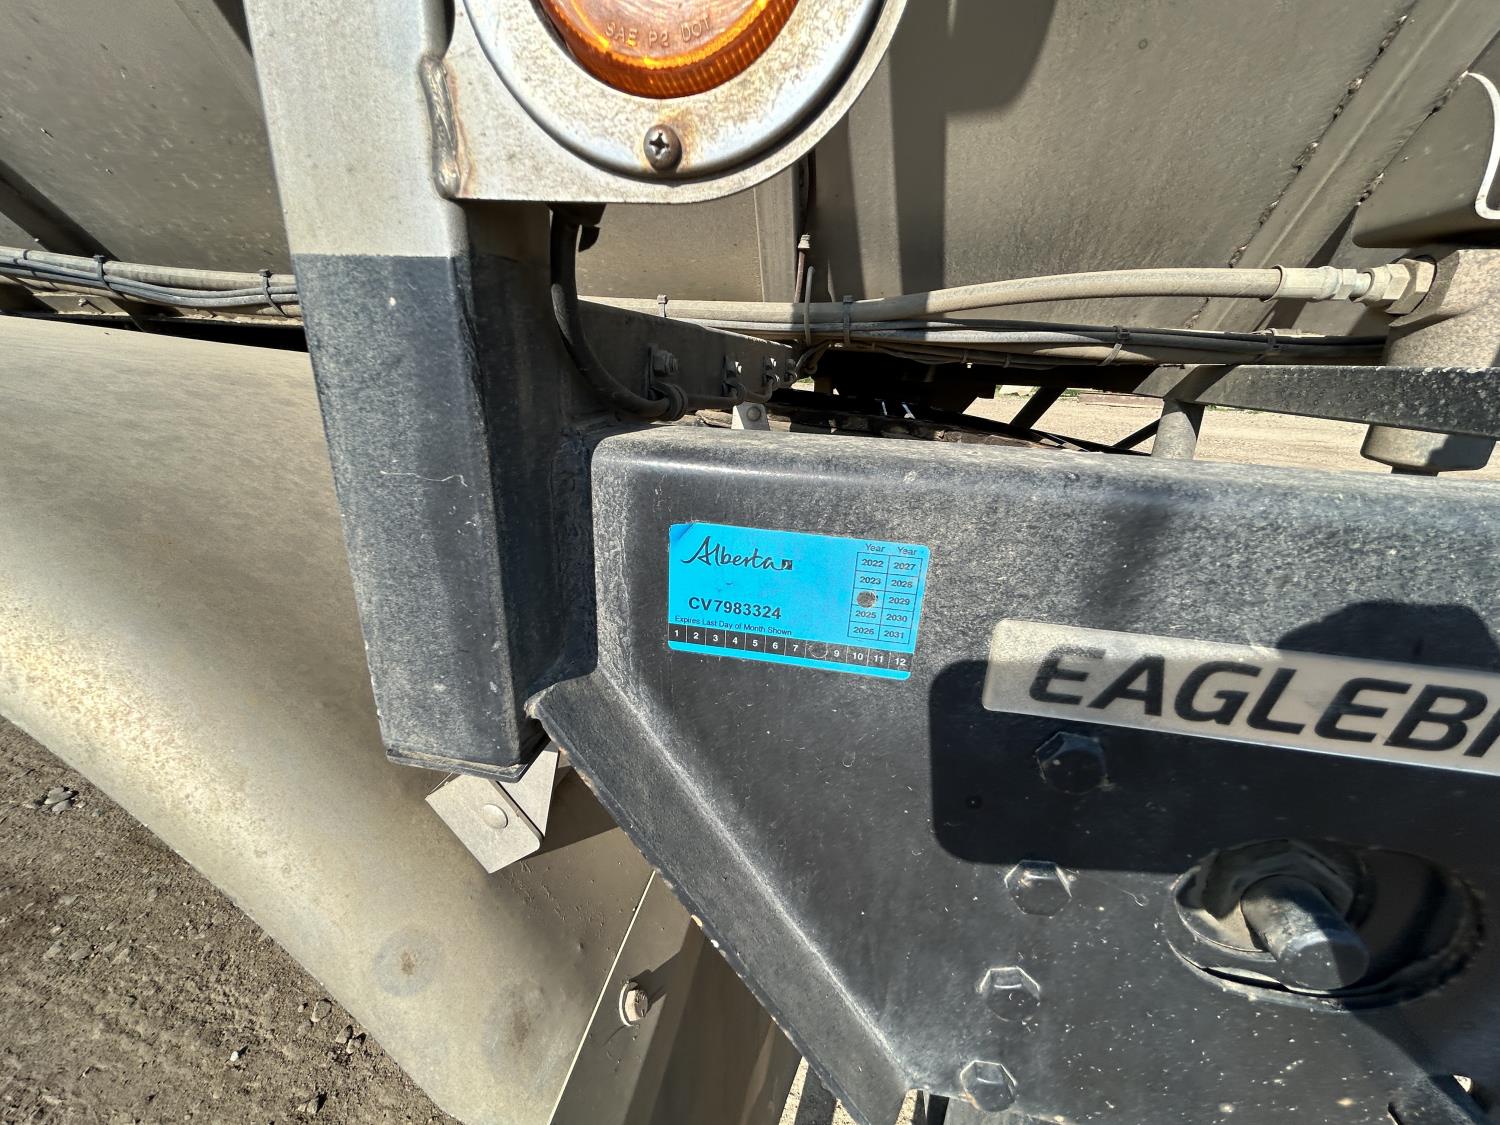 SAE P2 DOT
Alberta
Year Year
2022 2027
2023 2028
2029
2025 2030
2026 2031
CV7983324
Expires Last Day of Month Shown
1 2 3 4 5 6 7 9 10 11 12
EAGLEB